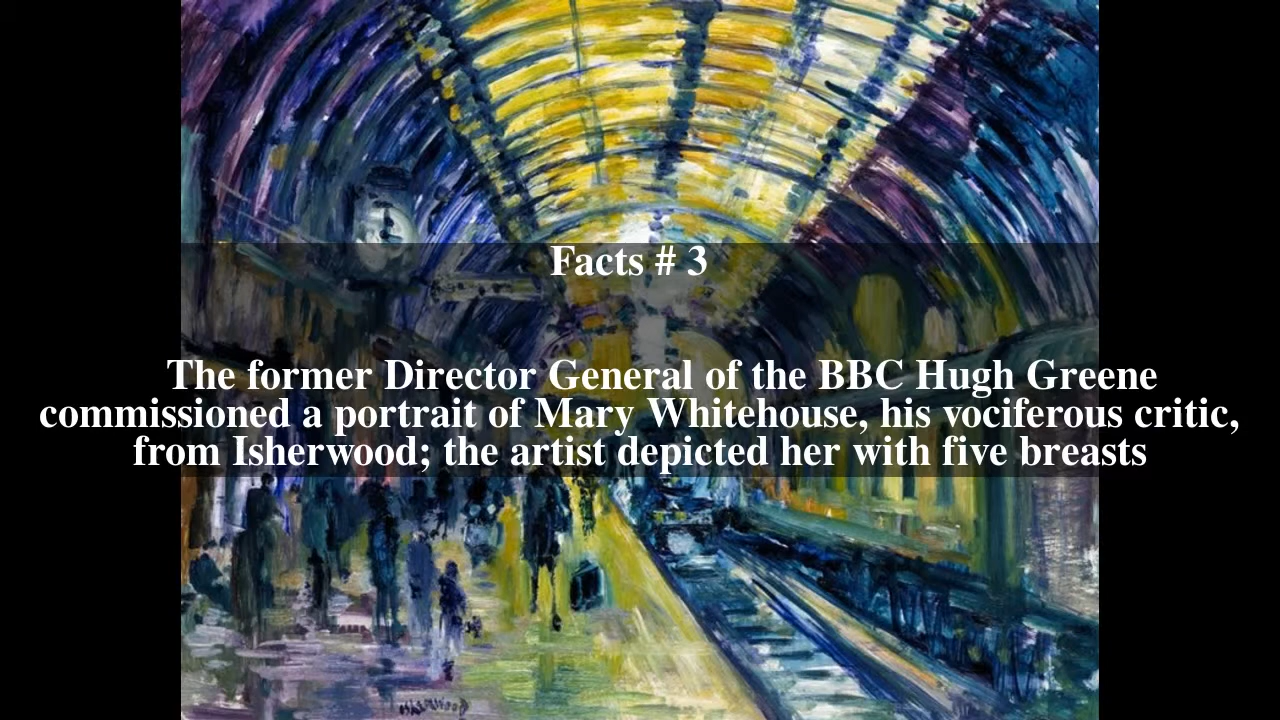 Facts # 3
The former Director General of the BBC Hugh Greene
commissioned a portrait of Mary Whitehouse, his vociferous critic,
from Isherwood; the artist depicted her with five breasts
Isherwood